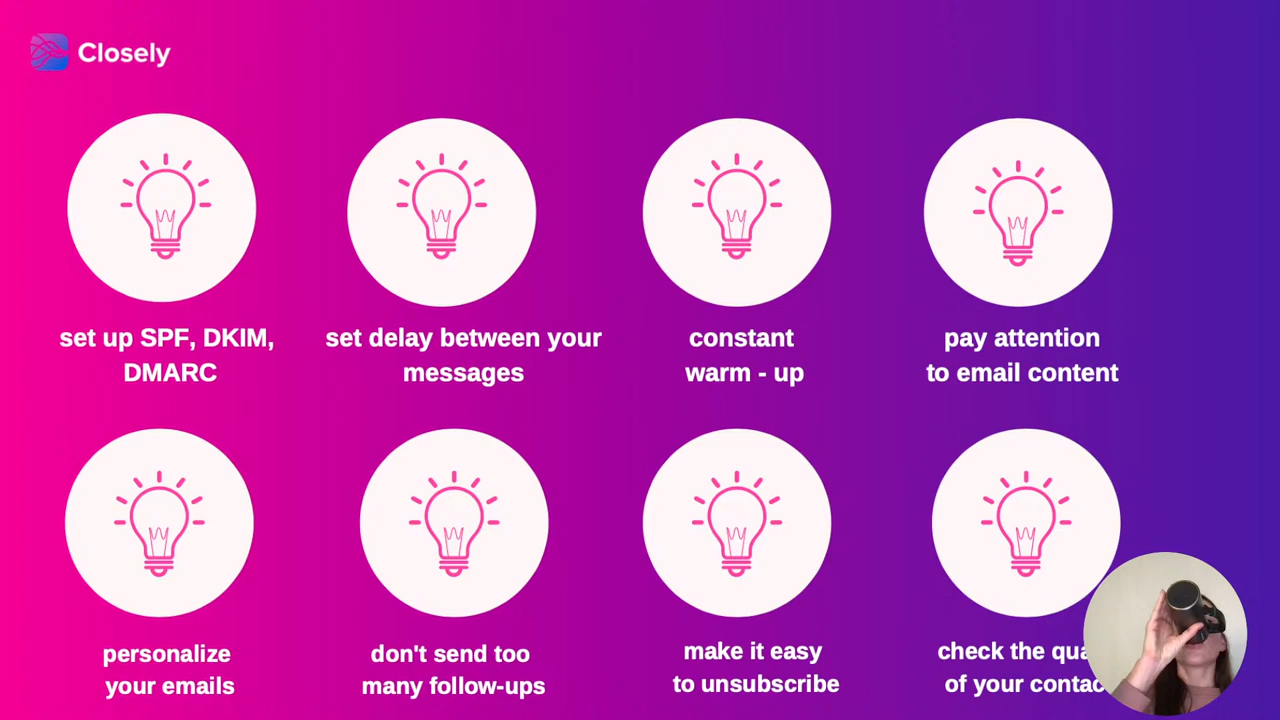 Closely
set up SPF, DKIM,
DMARC
set delay between your
messages
constant
warm - up
pay attention
to email content
personalize
your emails
don't send too
many follow-ups
make it easy
to unsubscribe
check the
of your